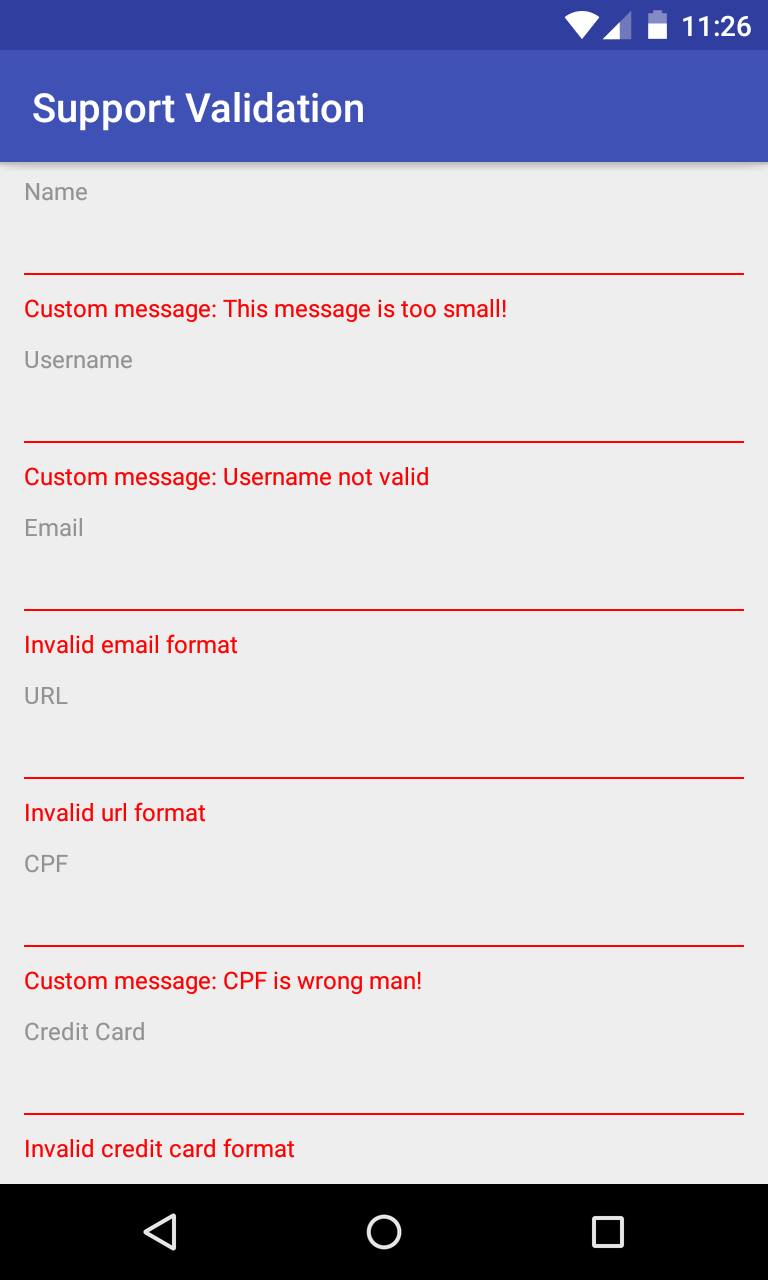 11:26
Support Validation
Name
Custom message: This message is too small!
Username
Custom message: Username not valid
Email
Invalid email format
URL
Invalid url format
CPF
Custom message: CPF is wrong man!
Credit Card
Invalid credit card format